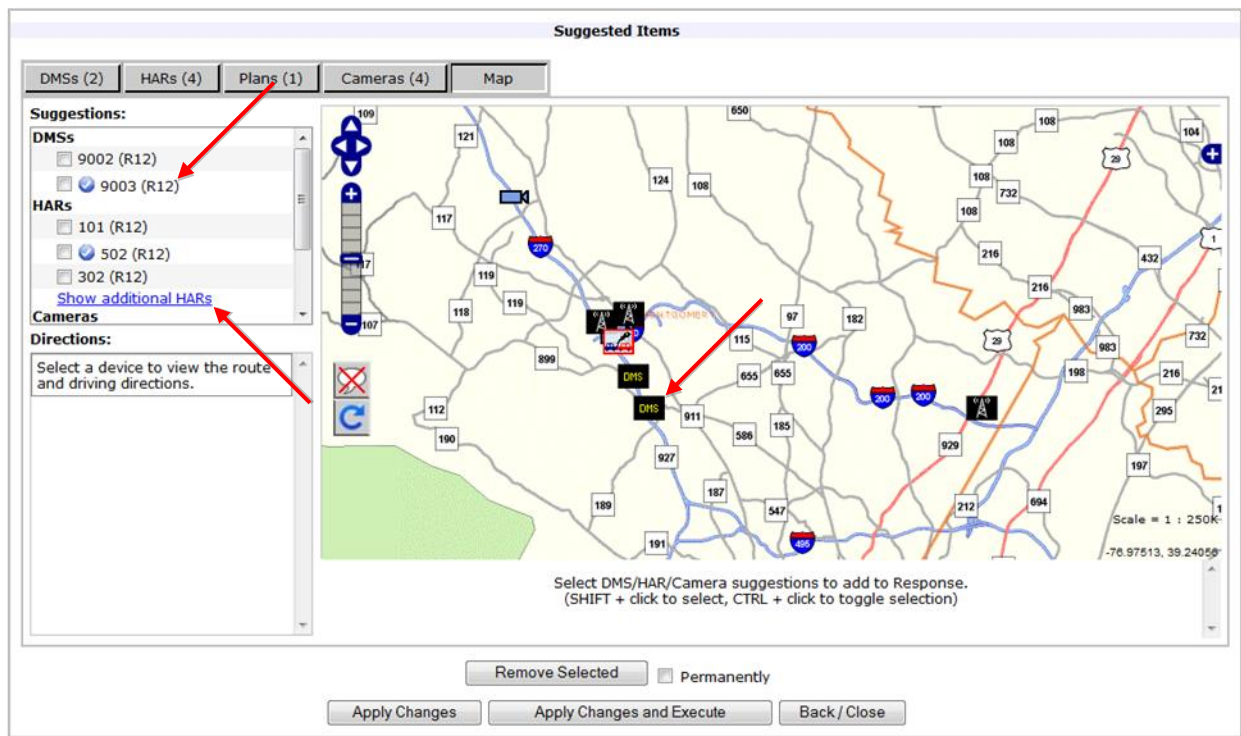 Suggested Items
DMSs (2) HARs (4) Plans (1) Cameras (4) Map
Suggestions:
DMSs
9002 (R12)
9003 (R12)
HARs
101 (R12)
502 (R12)
302 (R12)
Show additional HARs
Cameras
Directions:
Select a device to view the route
and driving directions.
109
650
121
108
104
108
29
124
108
108
732
117
108
1
270
216
432
117
119
216
119
118
983
107
97
182
115
29
732
200
983
899
DMS
655
655
198
216
21
200
200
112
DMS
911
185
295
586
190
929
927
197
187
189
547
212
694
1
Scale = 1 : 250K
191
495
-76.97513, 39.24056
Select DMS/HAR/Camera suggestions to add to Response.
(SHIFT + click to select, CTRL + click to toggle selection)
Remove Selected Permanently
Apply Changes Apply Changes and Execute Back / Close